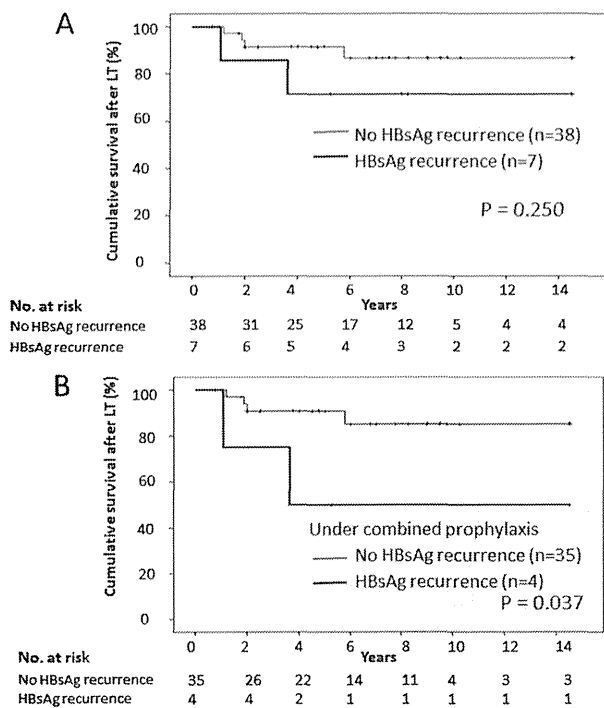 A
Cumulative survival after LT (%)
100
80
60
40
20
0
No HBsAg recurrence (n=38)
HBsAg recurrence (n=7)
P = 0.250
0 2 4 6 8 10 12 14
Years
No. at risk
No HBsAg recurrence 38 31 25 17 12 5 4 4
HBsAg recurrence 7 6 5 4 3 2 2 2
B
Cumulative survival after LT (%)
100
80
60
40
20
0
Under combined prophylaxis
No HBsAg recurrence (n=35)
HBsAg recurrence (n=4)
P = 0.037
0 2 4 6 8 10 12 14
Years
No. at risk
No HBsAg recurrence 35 26 22 14 11 4 3 3
HBsAg recurrence 4 4 2 1 1 1 1 1